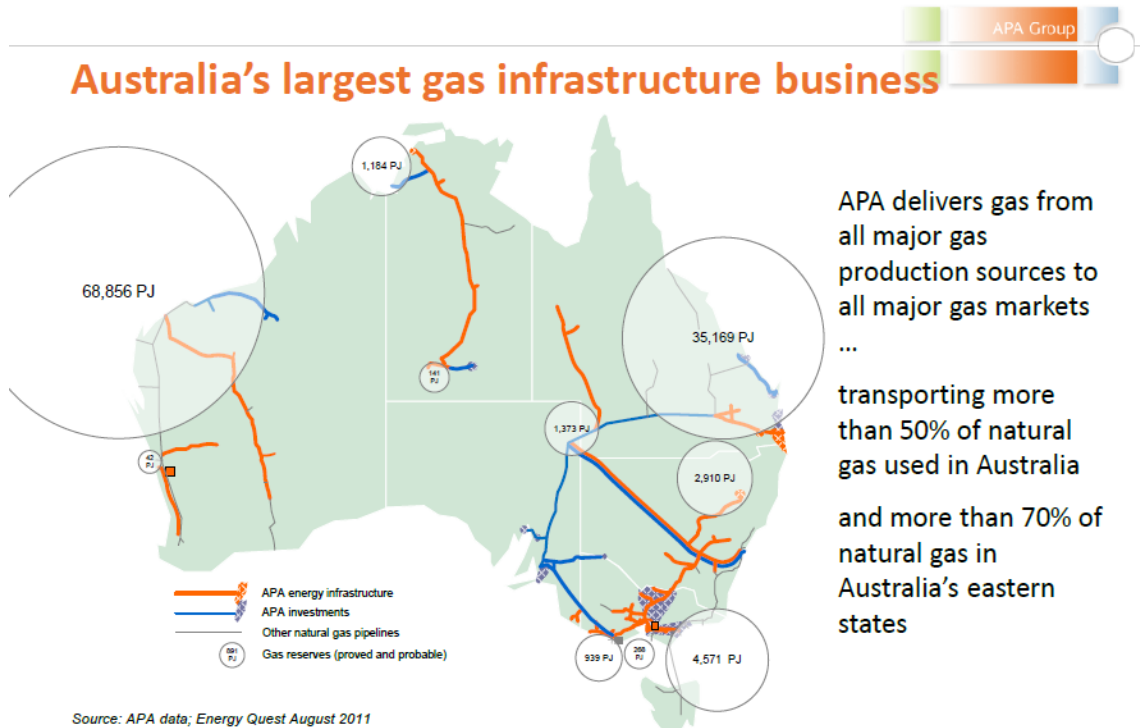 APA Group
Australia's largest gas infrastructure business
1,184 PJ
68,856 PJ
35,169 PJ
141
PJ
1,373 PJ
42
PJ
2,910 PJ
939 PJ
268
PJ
4,571 PJ
APA delivers gas from
all major gas
production sources to
all major gas markets
...
transporting more
than 50% of natural
gas used in Australia
and more than 70% of
natural gas in
Australia's eastern
states
APA energy infrastructure
APA investments
Other natural gas pipelines
891
PJ
Gas reserves (proved and probable)
Source: APA data; Energy Quest August 2011